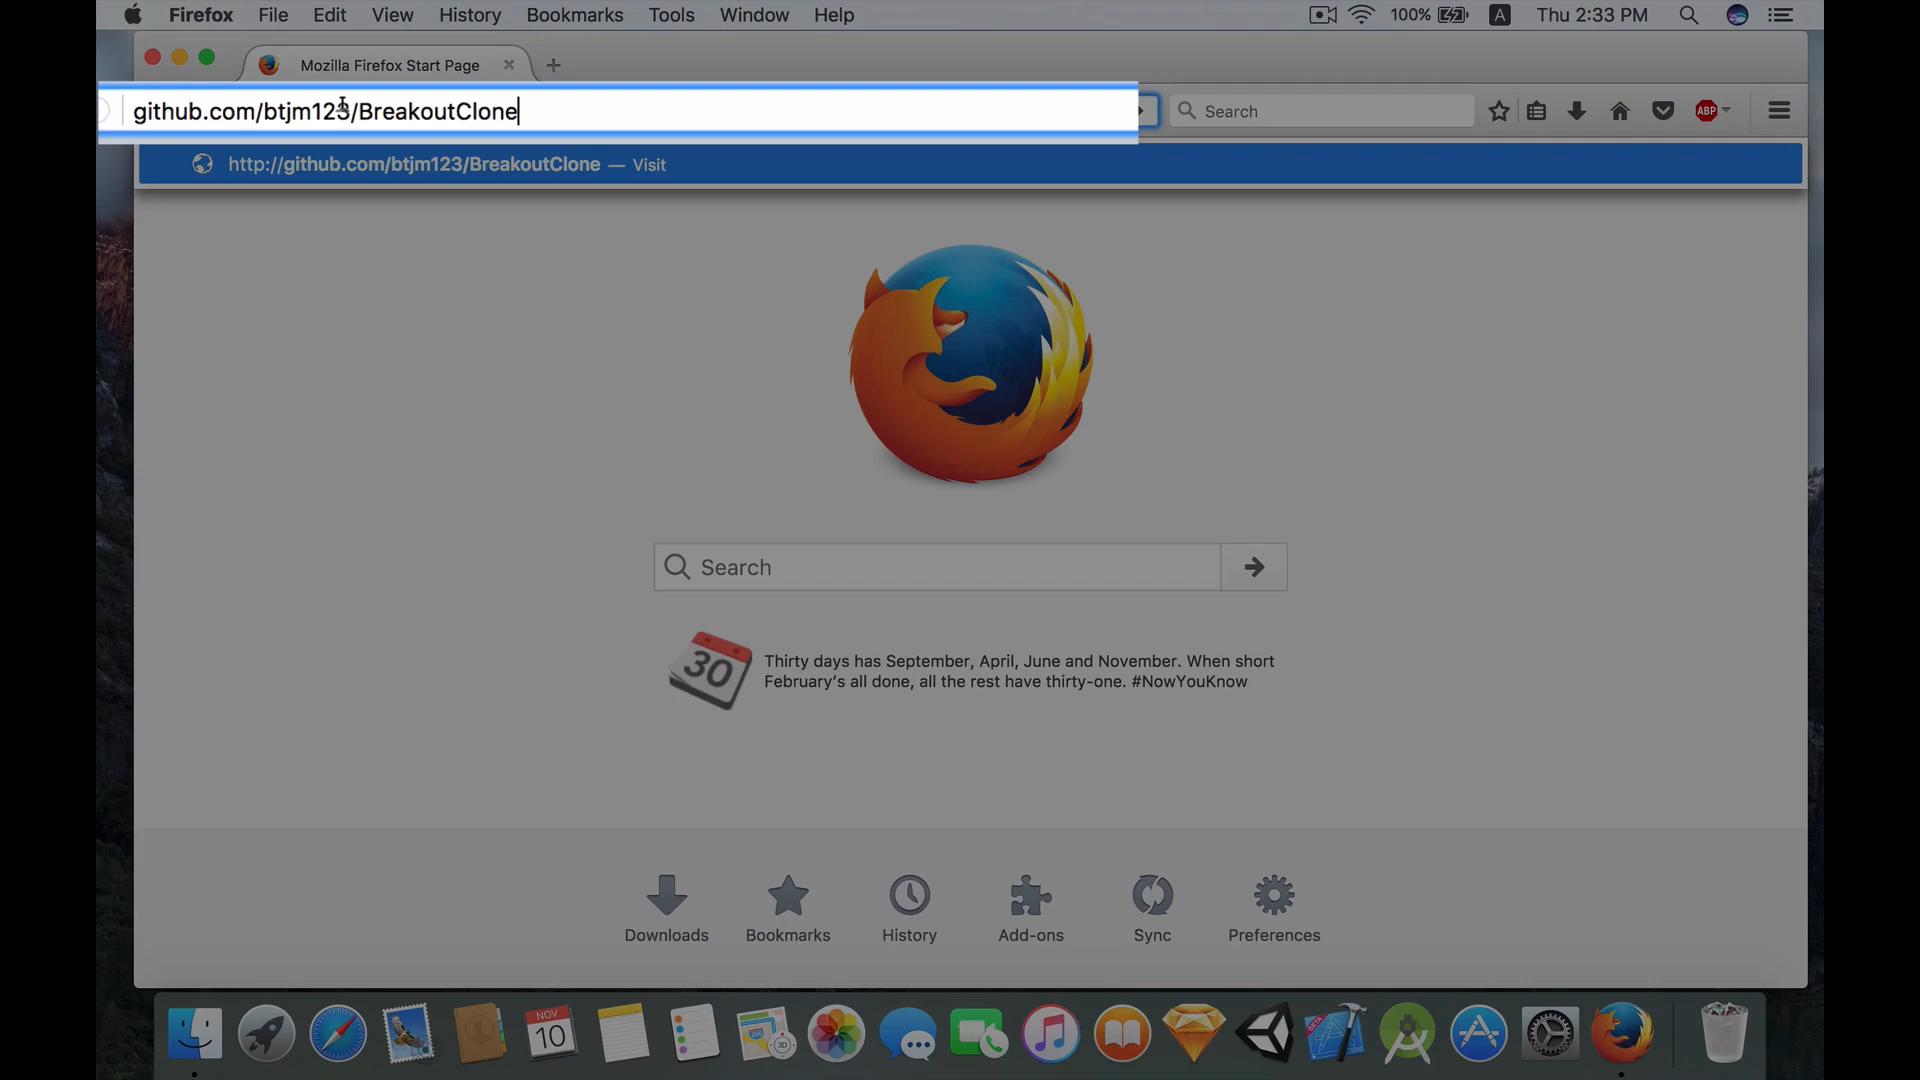 Firefox File Edit View History Bookmarks Tools Window Help 100% A Thu 2:33 PM
Mozilla Firefox Start Page
github.com/btjm123/BreakoutClone
Search
ABP
http://github.com/btjm123/BreakoutClone — Visit
Search
30
Thirty days has September, April, June and November. When short
February's all done, all the rest have thirty-one. #NowYouKnow
Downloads Bookmarks History Add-ons Sync Preferences
NOV
10
3D
BETA